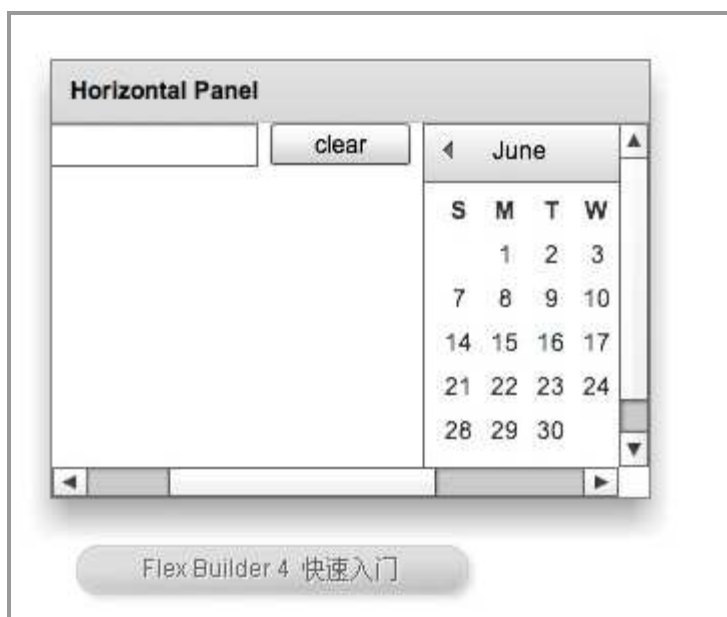 Horizontal Panel
clear
June
S M T W
1 2 3
7 8 9 10
14 15 16 17
21 22 23 24
28 29 30
Flex Builder 4 快速入门